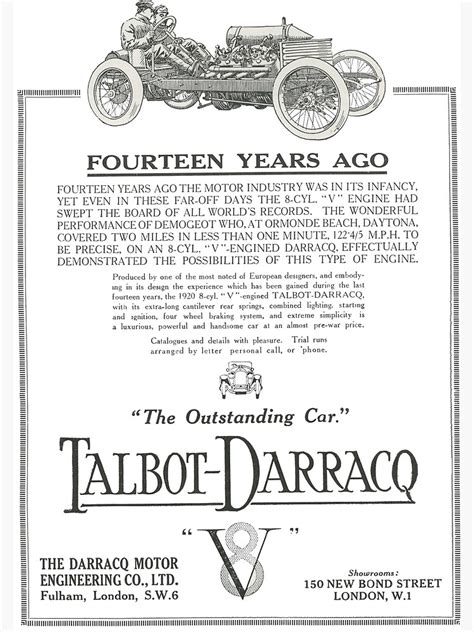 FOURTEEN YEARS AGO
FOURTEEN YEARS AGO THE MOTOR INDUSTRY WAS IN ITS INFANCY,
YET EVEN IN THESE FAR-OFF DAYS THE 8-CYL. "V" ENGINE HAD
SWEPT THE BOARD OF ALL WORLD'S RECORDS. THE WONDERFUL
PERFORMANCE OF DEMOGEOT WHO, AT ORMONDE BEACH, DAYTONA,
COVERED TWO MILES IN LESS THAN ONE MINUTE, 122·4/5 M.P.H. TO
BE PRECISE, ON AN 8-CYL. "V"-ENGINED DARRACQ, EFFECTUALLY
DEMONSTRATED THE POSSIBILITIES OF THIS TYPE OF ENGINE.
Produced by one of the most noted of European designers, and embody-
ing in its design the experience which has been gained during the last
fourteen years, the 1920 8-cyl. "V"-engined TALBOT-DARRACQ,
with its extra-long cantilever rear springs, combined lighting, starting
and ignition, four wheel braking system, and extreme simplicity is
a luxurious, powerful and handsome car at an almost pre-war price.
Catalogues and details with pleasure. Trial runs
arranged by letter personal call, or 'phone.
"The Outstanding Car."
TALBOT-DARRACQ
"V"
8
THE DARRACQ MOTOR
ENGINEERING CO., LTD.
Fulham, London, S.W.6
Showrooms:
150 NEW BOND STREET
LONDON, W.1